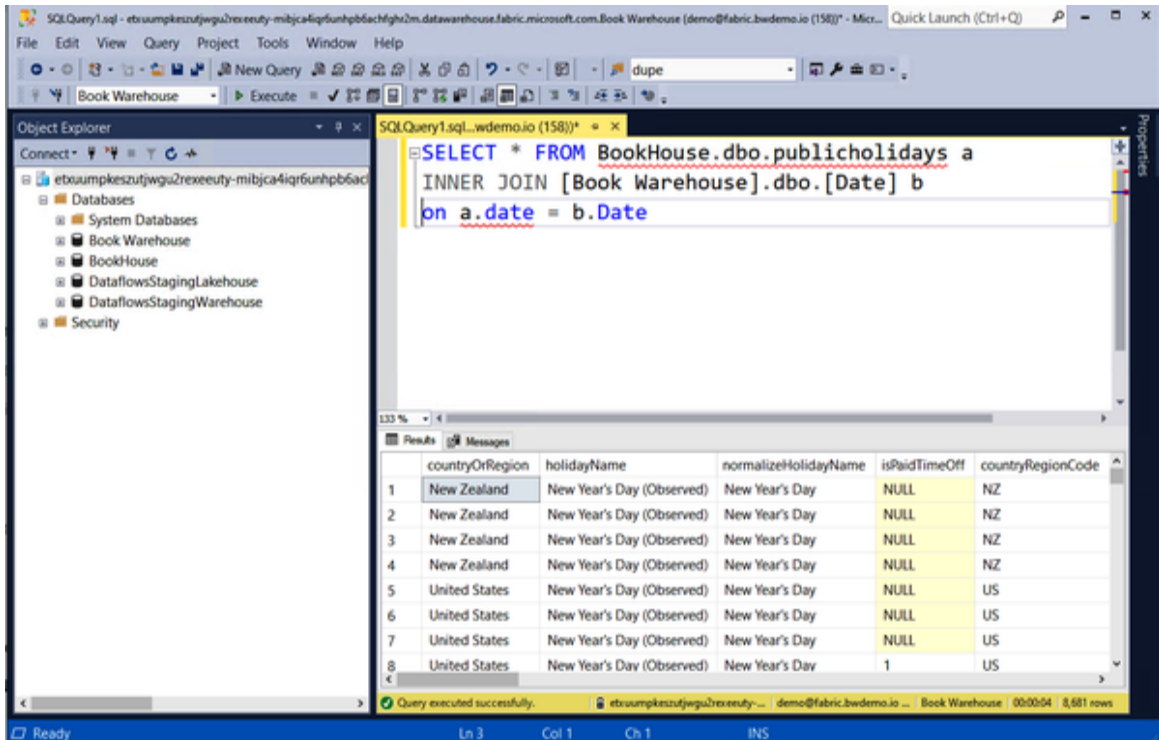 SQLQuery1.sql - etxuumpkeszutjwgu2rexeeuty-mibjca4iqr6unhpb6achfghr2m.datawarehouse.fabric.microsoft.com.Book Warehouse (demo@fabric.bwdemo.io (158))* - Micr... Quick Launch (Ctrl+Q)
File Edit View Query Project Tools Window Help
New Query dupe
Book Warehouse Execute
Object Explorer
Connect
etxuumpkeszutjwgu2rexeeuty-mibjca4iqr6unhpb6acl
Databases
System Databases
Book Warehouse
BookHouse
DataflowsStagingLakehouse
DataflowsStagingWarehouse
Security
SQLQuery1.sql...wdemo.io (158))*
SELECT * FROM BookHouse.dbo.publicholidays a
INNER JOIN [Book Warehouse].dbo.[Date] b
on a.date = b.Date
Properties
133 %
Results Messages
countryOrRegion holidayName normalizeHolidayName isPaidTimeOff countryRegionCode
1 New Zealand New Year's Day (Observed) New Year's Day NULL NZ
2 New Zealand New Year's Day (Observed) New Year's Day NULL NZ
3 New Zealand New Year's Day (Observed) New Year's Day NULL NZ
4 New Zealand New Year's Day (Observed) New Year's Day NULL NZ
5 United States New Year's Day (Observed) New Year's Day NULL US
6 United States New Year's Day (Observed) New Year's Day NULL US
7 United States New Year's Day (Observed) New Year's Day NULL US
8 United States New Year's Day (Observed) New Year's Day 1 US
Query executed successfully. etxuumpkeszutjwgu2rexeeuty-... demo@fabric.bwdemo.io ... Book Warehouse 00:00:04 8,681 rows
Ready Ln 3 Col 1 Ch 1 INS